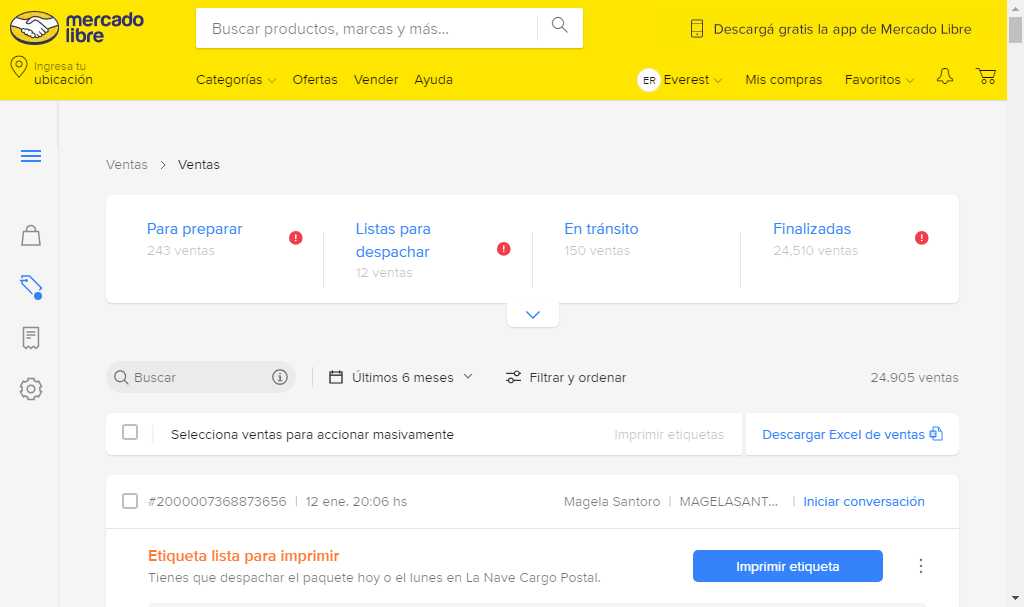 mercado
libre
Buscar productos, marcas y más...
Descargá gratis la app de Mercado Libre
Ingresa tu
ubicación
Categorías
Ofertas
Vender
Ayuda
ER
Everest
Mis compras
Favoritos
Ventas > Ventas
Para preparar
243 ventas
Listas para
despachar
12 ventas
En tránsito
150 ventas
Finalizadas
24,510 ventas
Buscar
Últimos 6 meses
Filtrar y ordenar
24.905 ventas
Selecciona ventas para accionar masivamente
Imprimir etiquetas
Descargar Excel de ventas
#2000007368873656 | 12 ene. 20:06 hs
Magela Santoro | MAGELASANT... | Iniciar conversación
Etiqueta lista para imprimir
Tienes que despachar el paquete hoy o el lunes en La Nave Cargo Postal.
Imprimir etiqueta